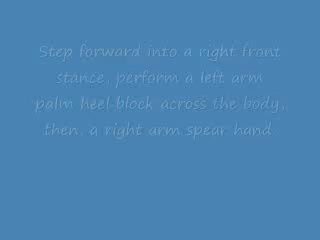 Step forward into a right front
stance, perform a left arm
palm heel block across the body,
then, a right arm spear hand